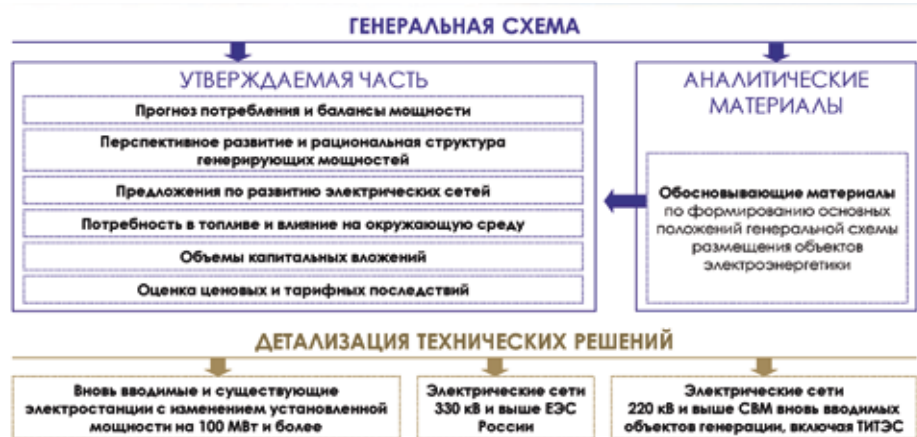 ГЕНЕРАЛЬНАЯ СХЕМА
УТВЕРЖДАЕМАЯ ЧАСТЬ
Прогноз потребления и балансы мощности
Перспективное развитие и рациональная структура
генерирующих мощностей
Предложения по развитию электрических сетей
Потребность в топливе и влияние на окружающую среду
Объемы капитальных вложений
Оценка ценовых и тарифных последствий
АНАЛИТИЧЕСКИЕ
МАТЕРИАЛЫ
Обосновывающие материалы
по формированию основных
положений генеральной схемы
размещения объектов
электроэнергетики
ДЕТАЛИЗАЦИЯ ТЕХНИЧЕСКИХ РЕШЕНИЙ
Вновь вводимые и существующие
электростанции с изменением установленной
мощности на 100 МВт и более
Электрические сети
330 кВ и выше ЕЭС
России
Электрические сети
220 кВ и выше СВМ вновь вводимых
объектов генерации, включая ТИТЭС